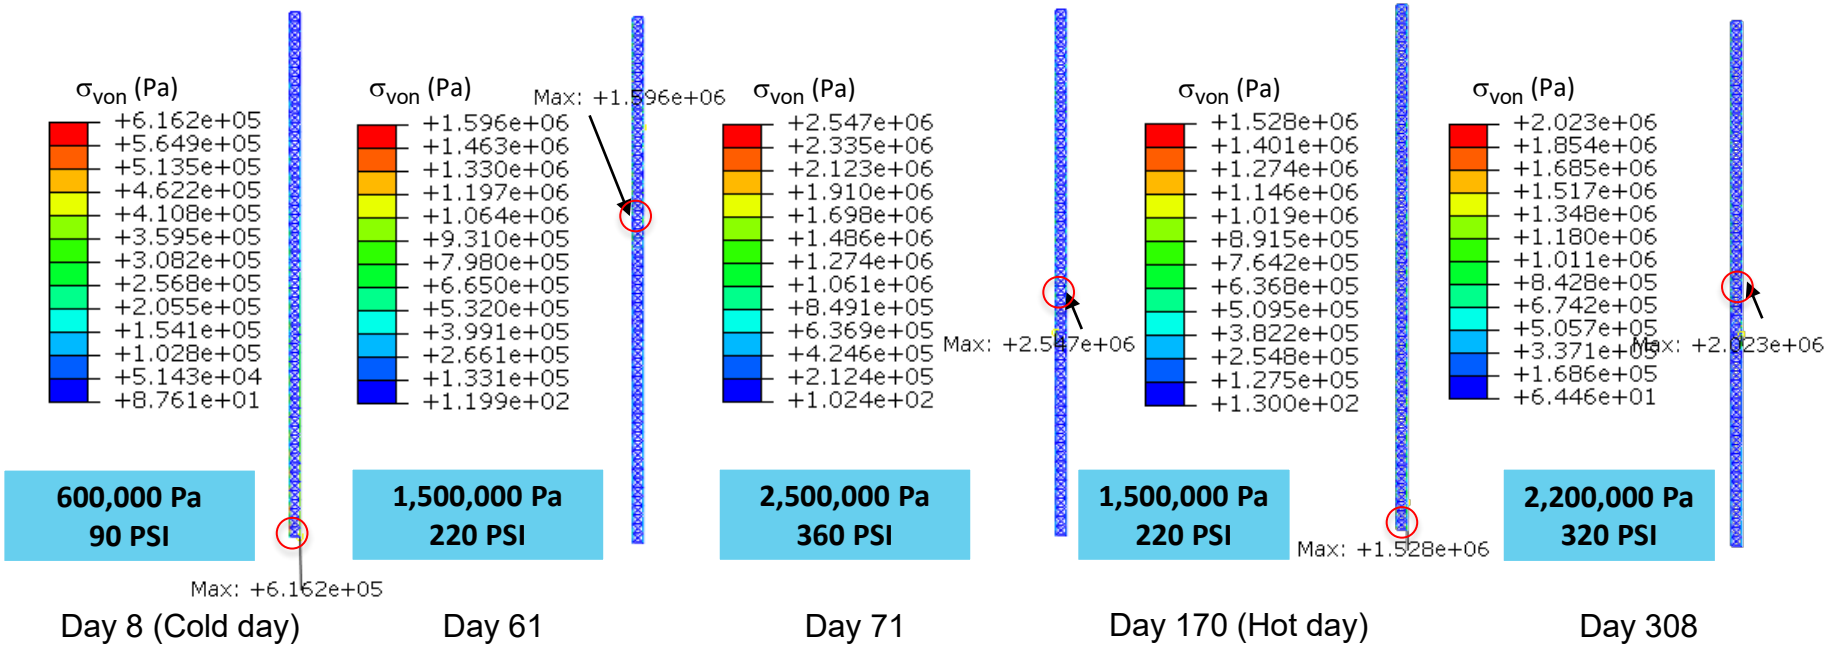 σvon (Pa)
+6.162e+05
+5.649e+05
+5.135e+05
+4.622e+05
+4.108e+05
+3.595e+05
+3.082e+05
+2.568e+05
+2.055e+05
+1.541e+05
+1.028e+05
+5.143e+04
+8.761e+01
600,000 Pa
90 PSI
Max: +6.162e+05
Day 8 (Cold day)
σvon (Pa)
Max: +1.596e+06
+1.596e+06
+1.463e+06
+1.330e+06
+1.197e+06
+1.064e+06
+9.310e+05
+7.980e+05
+6.650e+05
+5.320e+05
+3.991e+05
+2.661e+05
+1.331e+05
+1.199e+02
1,500,000 Pa
220 PSI
Day 61
σvon (Pa)
+2.547e+06
+2.335e+06
+2.123e+06
+1.910e+06
+1.698e+06
+1.486e+06
+1.274e+06
+1.061e+06
+8.491e+05
+6.369e+05
+4.246e+05
+2.124e+05
+1.024e+02
Max: +2.547e+06
2,500,000 Pa
360 PSI
Day 71
σvon (Pa)
+1.528e+06
+1.401e+06
+1.274e+06
+1.146e+06
+1.019e+06
+8.915e+05
+7.642e+05
+6.368e+05
+5.095e+05
+3.822e+05
+2.548e+05
+1.275e+05
+1.300e+02
1,500,000 Pa
220 PSI
Max: +1.528e+06
Day 170 (Hot day)
σvon (Pa)
+2.023e+06
+1.854e+06
+1.685e+06
+1.517e+06
+1.348e+06
+1.180e+06
+1.011e+06
+8.428e+05
+6.742e+05
+5.057e+05
+3.371e+05
+1.686e+05
+6.446e+01
Max: +2.023e+06
2,200,000 Pa
320 PSI
Day 308